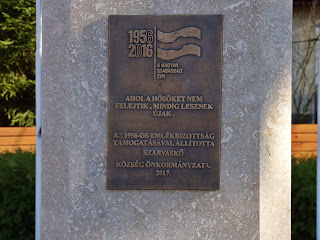 1956
2016
A MAGYAR
SZABADSÁG
ÉVE
AHOL A HŐSÖKET NEM
FELEJTIK, MINDIG LESZNEK
ÚJAK.
AZ 1956-OS EMLÉKBIZOTTSÁG
TÁMOGATÁSÁVAL ÁLLÍTOTTA
SZARVASKŐ
KÖZSÉG ÖNKORMÁNYZATA.
2017.